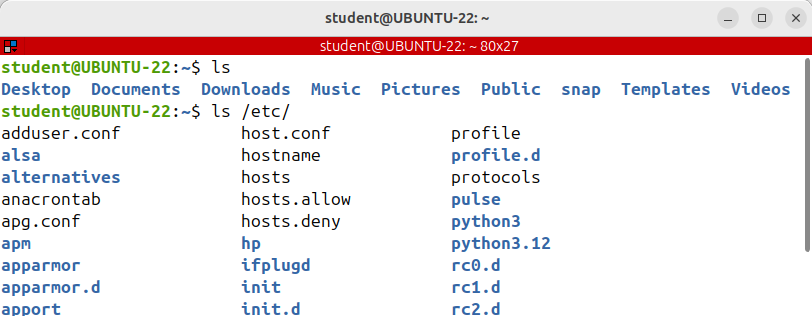 student@UBUNTU-22: ~
student@UBUNTU-22: ~ 80x27
student@UBUNTU-22:~$ ls
Desktop  Documents  Downloads  Music  Pictures  Public  snap  Templates  Videos
student@UBUNTU-22:~$ ls /etc/
adduser.conf            host.conf            profile
alsa                    hostname             profile.d
alternatives            hosts                protocols
anacrontab              hosts.allow          pulse
apg.conf                hosts.deny           python3
apm                     hp                   python3.12
apparmor                ifplugd              rc0.d
apparmor.d              init                 rc1.d
apport                  init.d               rc2.d